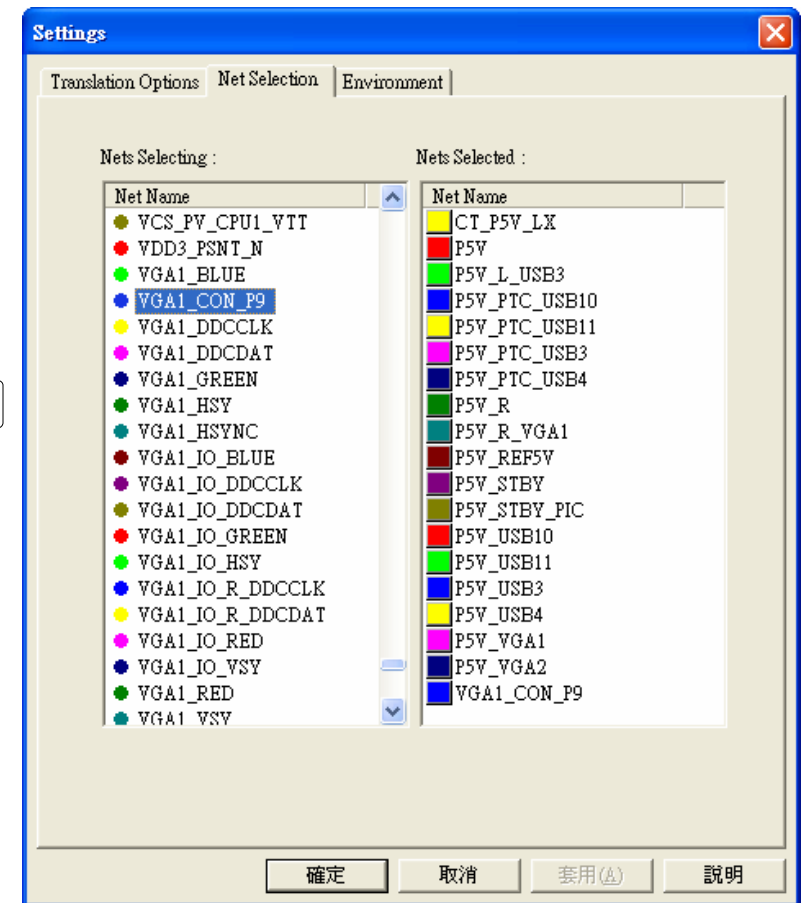 Settings
Translation Options Net Selection Environment
Nets Selecting :
Net Name
VCS_PV_CPU1_VTT
VDD3_PSNT_N
VGA1_BLUE
VGA1_CON_P9
VGA1_DDCCLK
VGA1_DDCDAT
VGA1_GREEN
VGA1_HSY
VGA1_HSYNC
VGA1_IO_BLUE
VGA1_IO_DDCCLK
VGA1_IO_DDCDAT
VGA1_IO_GREEN
VGA1_IO_HSY
VGA1_IO_R_DDCCLK
VGA1_IO_R_DDCDAT
VGA1_IO_RED
VGA1_IO_VSY
VGA1_RED
VGA1_VSY
Nets Selected :
Net Name
CT_P5V_LX
P5V
P5V_L_USB3
P5V_PTC_USB10
P5V_PTC_USB11
P5V_PTC_USB3
P5V_PTC_USB4
P5V_R
P5V_R_VGA1
P5V_REF5V
P5V_STBY
P5V_STBY_PIC
P5V_USB10
P5V_USB11
P5V_USB3
P5V_USB4
P5V_VGA1
P5V_VGA2
VGA1_CON_P9
確定 取消 套用(A) 說明